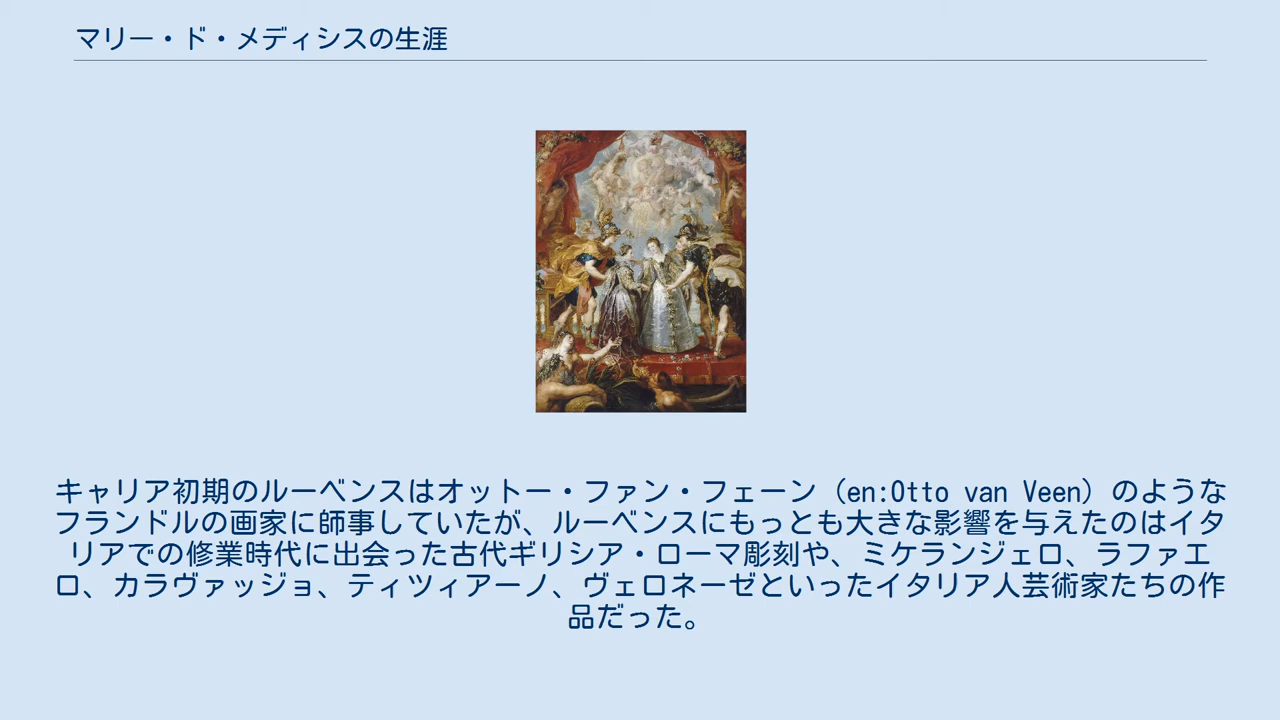 マリー・ド・メディシスの生涯
キャリア初期のルーベンスはオットー・ファン・フェーン（en:Otto van Veen）のような
フランドルの画家に師事していたが、ルーベンスにもっとも大きな影響を与えたのはイタ
リアでの修業時代に出会った古代ギリシア・ローマ彫刻や、ミケランジェロ、ラファエ
ロ、カラヴァッジョ、ティツィアーノ、ヴェロネーゼといったイタリア人芸術家たちの作
品だった。